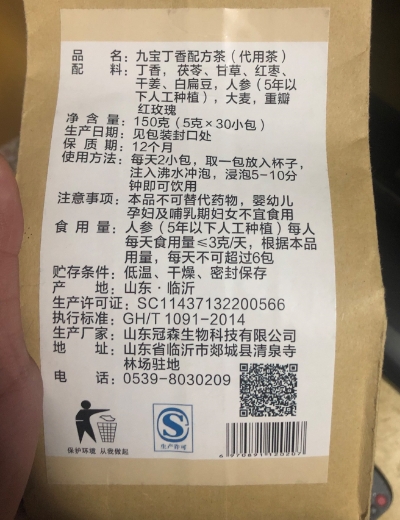 品 名：九宝丁香配方茶（代用茶）
配 料：丁香，茯苓、甘草、红枣、
干姜、白扁豆，人参（5年以
下人工种植），大麦，重瓣
红玫瑰
净 含 量：150克（5克×30小包）
生产日期：见包装封口处
保 质 期：12个月
使用方法：每天2小包，取一包放入杯子，
注入沸水冲泡，浸泡5-10分
钟即可饮用
注意事项：本品不可替代药物，婴幼儿
孕妇及哺乳期妇女不宜食用
食 用 量：人参（5年以下人工种植）每人
每天食用量≤3克/天，根据本品
用量，每天不可超过6包
贮存条件：低温、干燥、密封保存
产 地：山东·临沂
生产许可证：SC11437132200566
执行标准：GH/T 1091-2014
生产厂家：山东冠森生物科技有限公司
地 址：山东省临沂市郯城县清泉寺
林场驻地
电 话：0539-8030209
保护环境 从我做起
生产许可